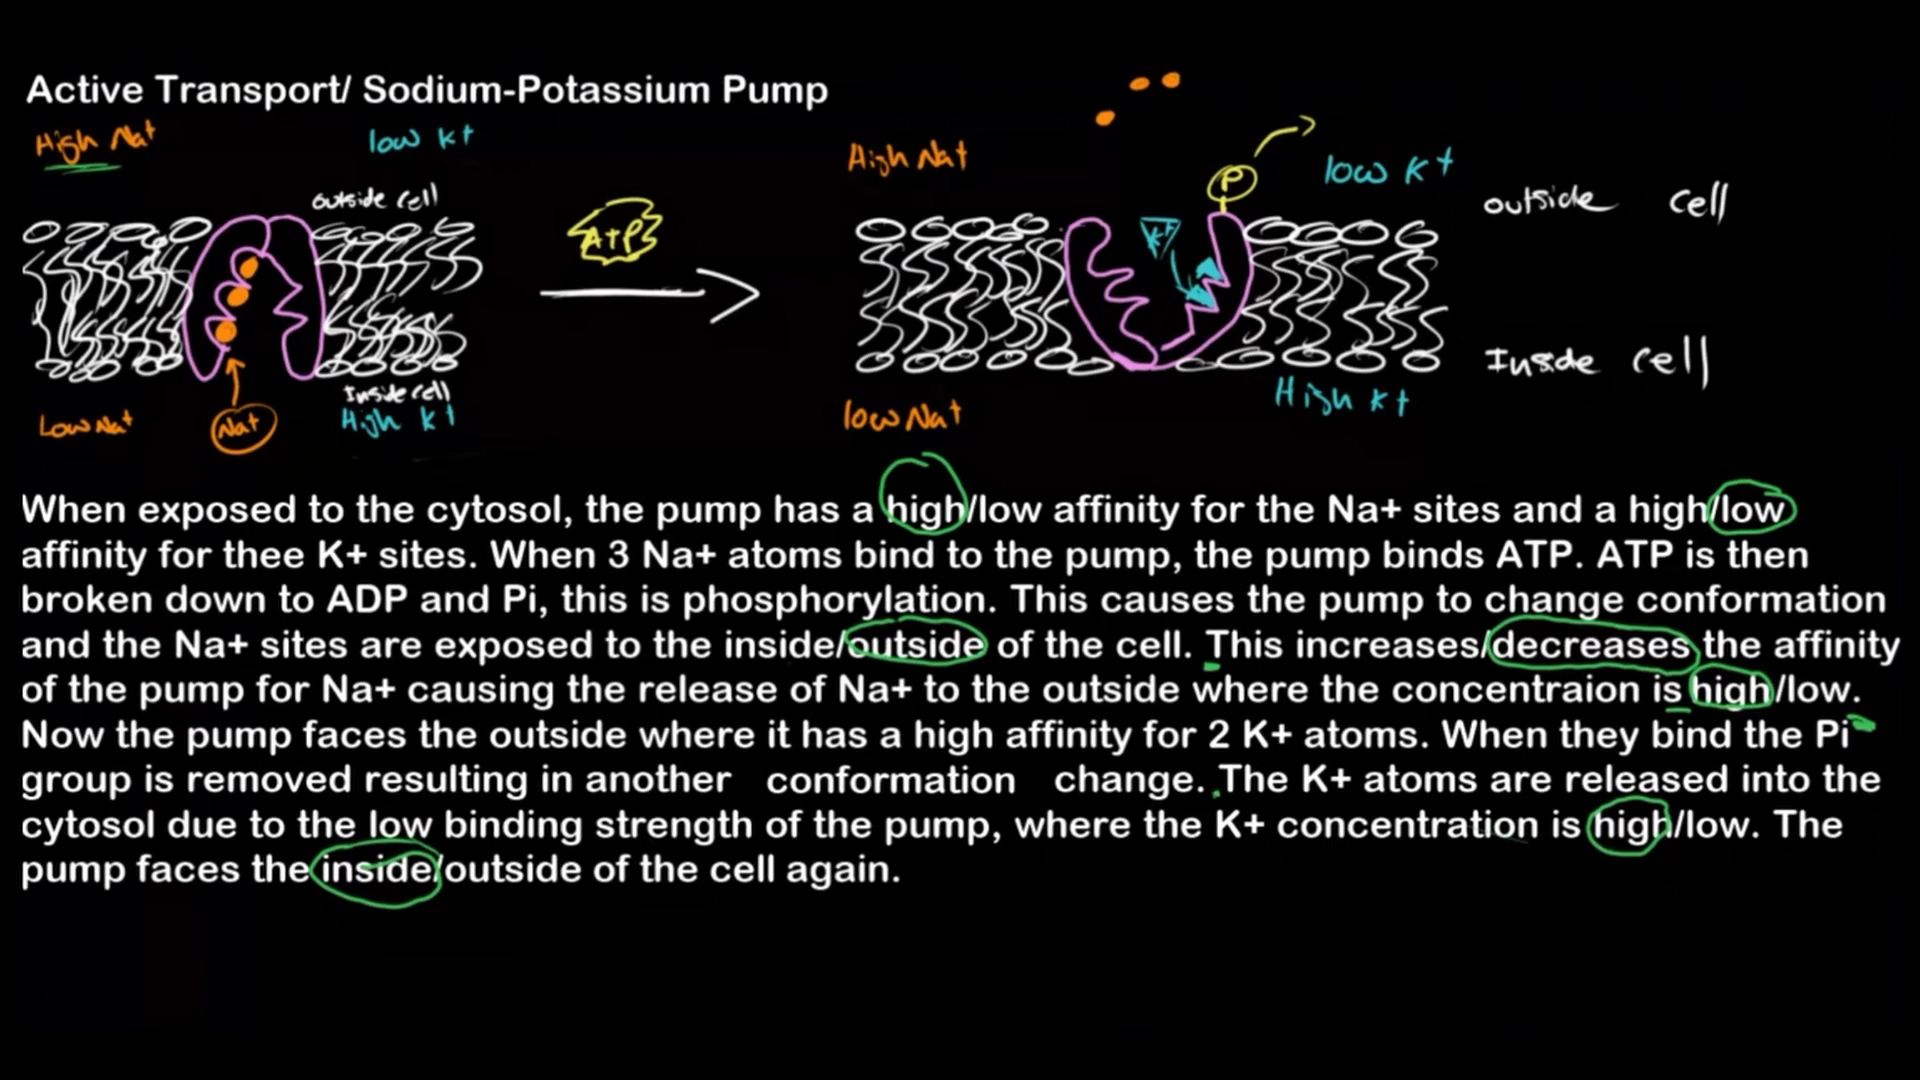 Active Transport/ Sodium-Potassium Pump
High Na+
low K+
outside cell
ATP
Low Na+
Na+
Inside cell
High K+
High Na+
P
low K+
outside cell
K+
Inside cell
low Na+
High K+
When exposed to the cytosol, the pump has a high/low affinity for the Na+ sites and a high/low
affinity for thee K+ sites. When 3 Na+ atoms bind to the pump, the pump binds ATP. ATP is then
broken down to ADP and Pi, this is phosphorylation. This causes the pump to change conformation
and the Na+ sites are exposed to the inside/outside of the cell. This increases/decreases the affinity
of the pump for Na+ causing the release of Na+ to the outside where the concentraion is high/low.
Now the pump faces the outside where it has a high affinity for 2 K+ atoms. When they bind the Pi
group is removed resulting in another conformation change. The K+ atoms are released into the
cytosol due to the low binding strength of the pump, where the K+ concentration is high/low. The
pump faces the inside/outside of the cell again.